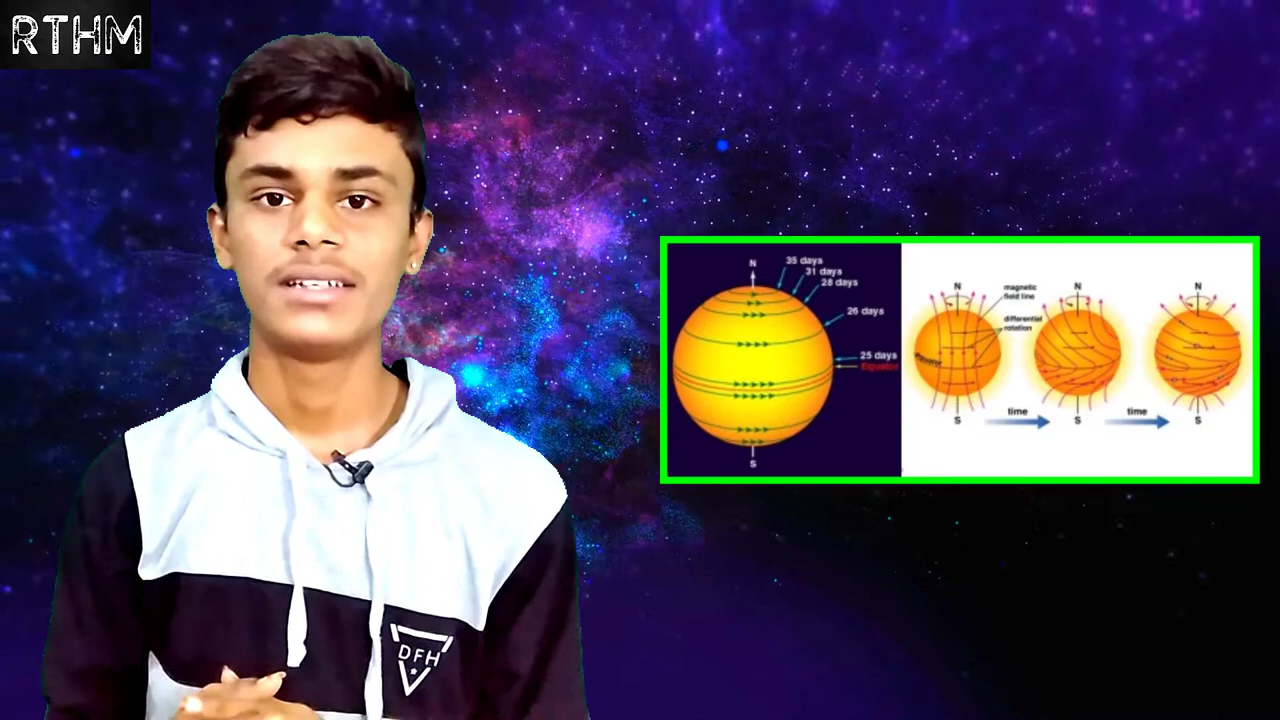 RTHM
N
35 days
31 days
28 days
26 days
25 days
Equator
S
N
magnetic
field line
differential
rotation
equator
S
time
N
S
time
N
S
DFH